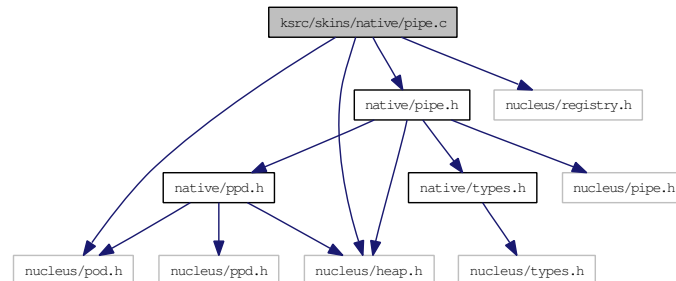 ksrc/skins/native/pipe.c
native/pipe.h
nucleus/registry.h
native/ppd.h
native/types.h
nucleus/pipe.h
nucleus/pod.h
nucleus/ppd.h
nucleus/heap.h
nucleus/types.h